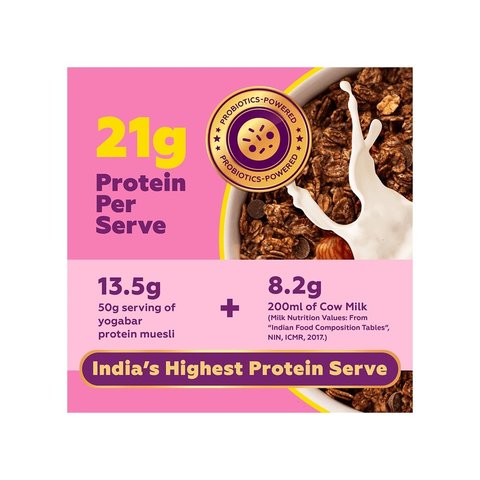 PROBIOTICS-POWERED
PROBIOTICS-POWERED
21g
Protein
Per
Serve
13.5g
50g serving of
yogabar
protein muesli
+
8.2g
200ml of Cow Milk
(Milk Nutrition Values: From
"Indian Food Composition Tables",
NIN, ICMR, 2017.)
India's Highest Protein Serve